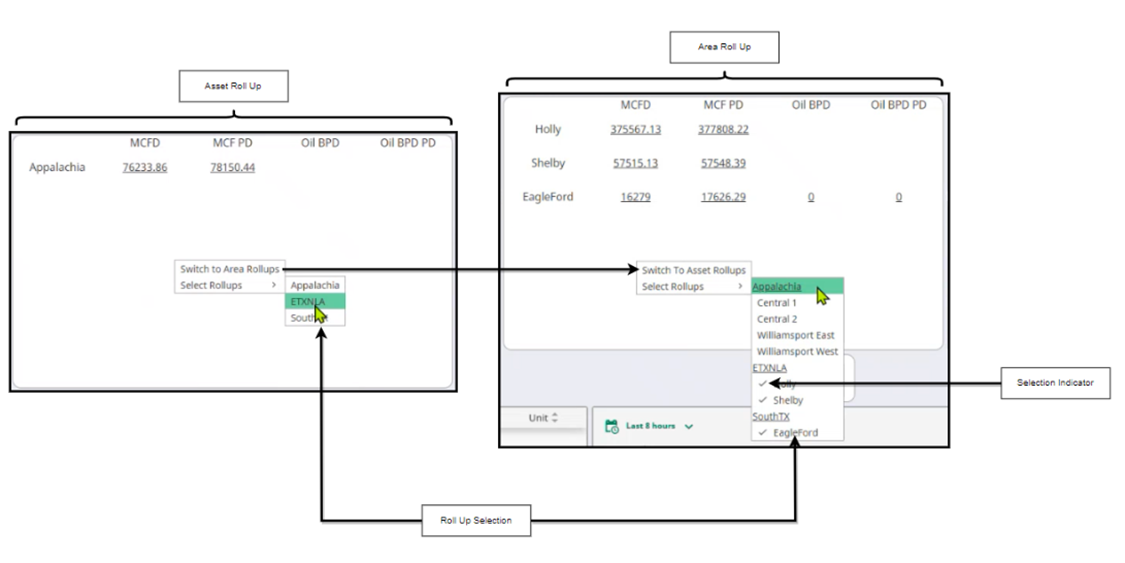 Area Roll Up
Asset Roll Up
MCFD MCF PD Oil BPD Oil BPD PD
Appalachia 76233.86 78150.44
Switch to Area Rollups
Select Rollups >
Appalachia
ETXNLA
MCFD MCF PD Oil BPD Oil BPD PD
Holly 375567.13 377808.22
Shelby 57515.13 57548.39
EagleFord 16279 17626.29 0 0
Switch To Asset Rollups
Select Rollups >
Appalachia
Central 1
Central 2
Williamsport East
Williamsport West
ETXNLA
✓ Holly
✓ Shelby
SouthTX
✓ EagleFord
Unit
Last 8 hours
Selection Indicator
Roll Up Selection